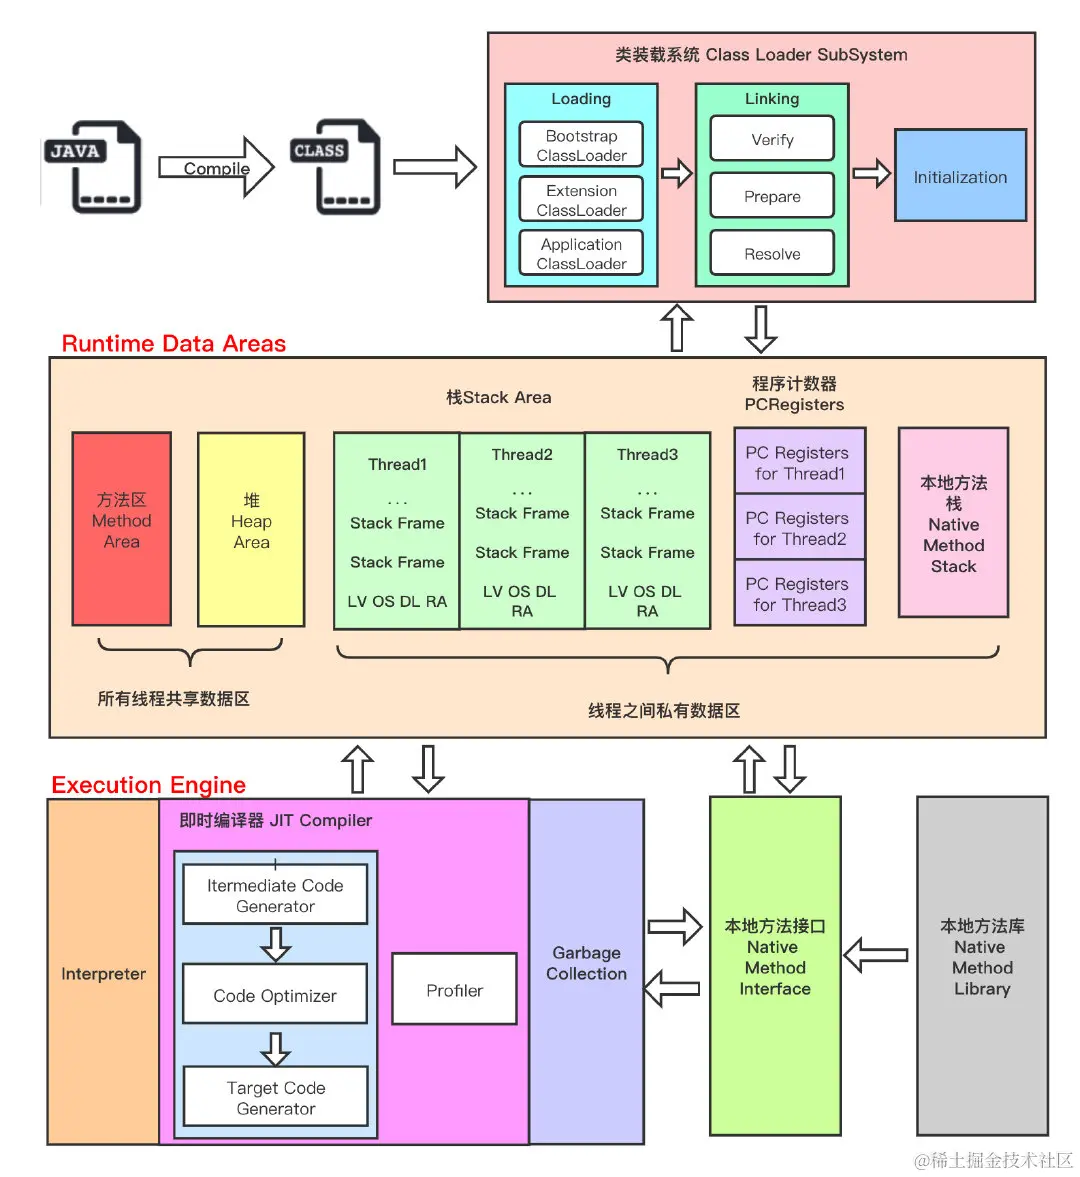 类装载系统 Class Loader SubSystem
JAVA
Compile
CLASS
Loading
Bootstrap
ClassLoader
Extension
ClassLoader
Application
ClassLoader
Linking
Verify
Prepare
Resolve
Initialization
Runtime Data Areas
栈Stack Area
程序计数器
PCRegisters
方法区
Method
Area
堆
Heap
Area
Thread1
...
Stack Frame
Stack Frame
LV OS DL RA
Thread2
...
Stack Frame
Stack Frame
LV OS DL
RA
Thread3
...
Stack Frame
Stack Frame
LV OS DL
RA
PC Registers
for Thread1
PC Registers
for Thread2
PC Registers
for Thread3
本地方法
栈
Native
Method
Stack
所有线程共享数据区
线程之间私有数据区
Execution Engine
Interpreter
即时编译器 JIT Compiler
Itermediate Code
Generator
Code Optimizer
Target Code
Generator
Profiler
Garbage
Collection
本地方法接口
Native
Method
Interface
本地方法库
Native
Method
Library
@稀土掘金技术社区